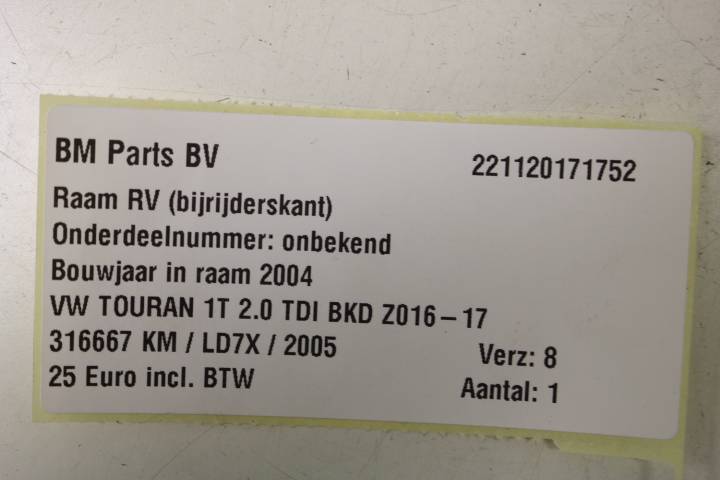 BM Parts BV 221120171752
Raam RV (bijrijderskant)
Onderdeelnummer: onbekend
Bouwjaar in raam 2004
VW TOURAN 1T 2.0 TDI BKD Z016-17
316667 KM / LD7X / 2005 Verz: 8
25 Euro incl. BTW Aantal: 1